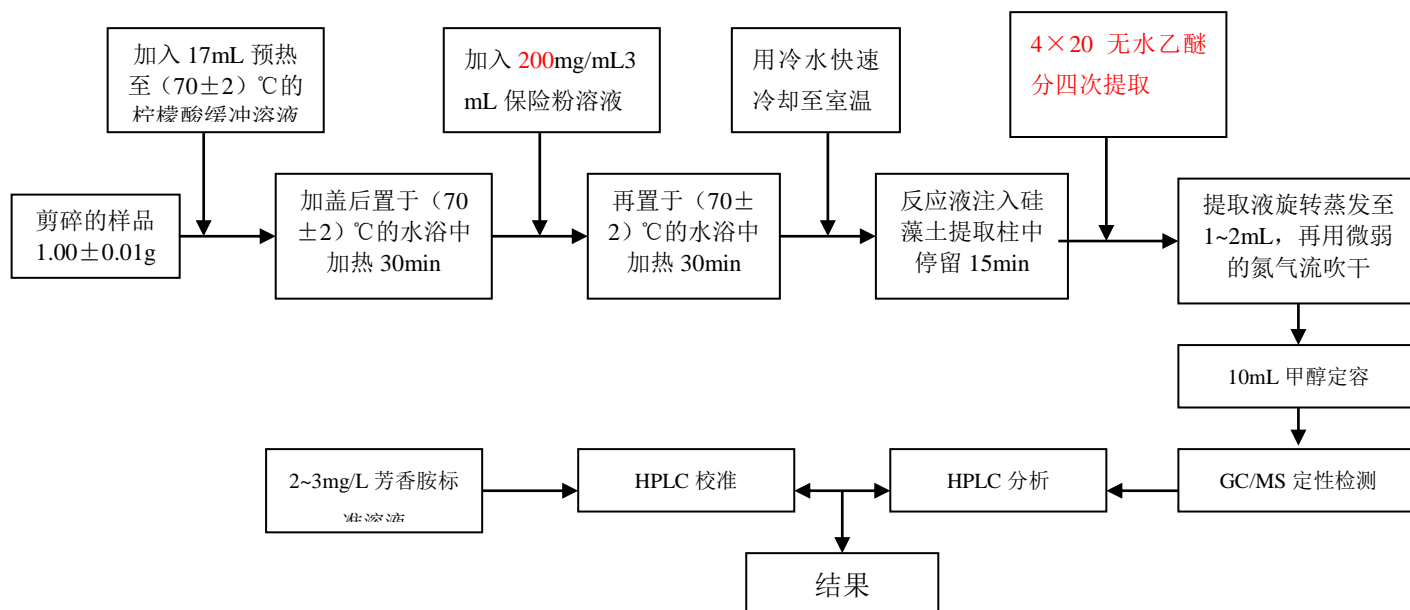 加入 17mL 预热
至（70±2）℃的
柠檬酸缓冲溶液
加入 200mg/mL3
mL 保险粉溶液
用冷水快速
冷却至室温
4×20 无水乙醚
分四次提取
剪碎的样品
1.00±0.01g
加盖后置于（70
±2）℃的水浴中
加热 30min
再置于（70±
2）℃的水浴中
加热 30min
反应液注入硅
藻土提取柱中
停留 15min
提取液旋转蒸发至
1~2mL，再用微弱
的氮气流吹干
10mL 甲醇定容
2~3mg/L 芳香胺标
准溶液
HPLC 校准
HPLC 分析
GC/MS 定性检测
结果